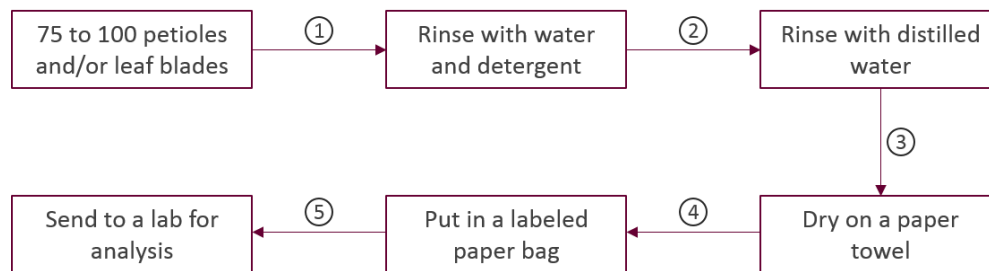 75 to 100 petioles
and/or leaf blades
①
Rinse with water
and detergent
②
Rinse with distilled
water
③
Dry on a paper
towel
④
Put in a labeled
paper bag
⑤
Send to a lab for
analysis